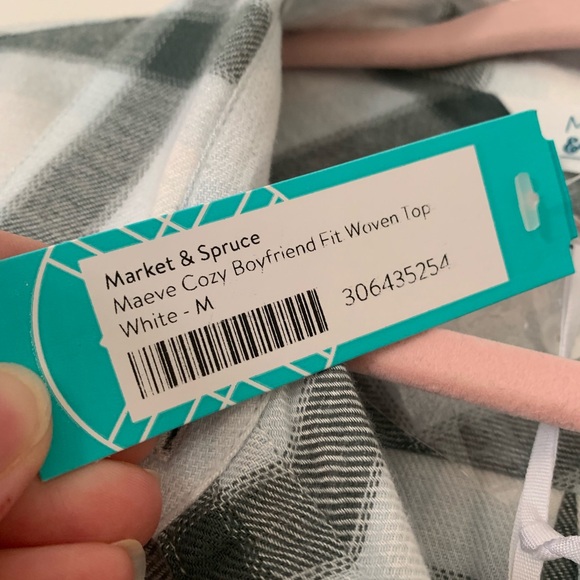 Market & Spruce
Maeve Cozy Boyfriend Fit Woven Top
White - M
306435254